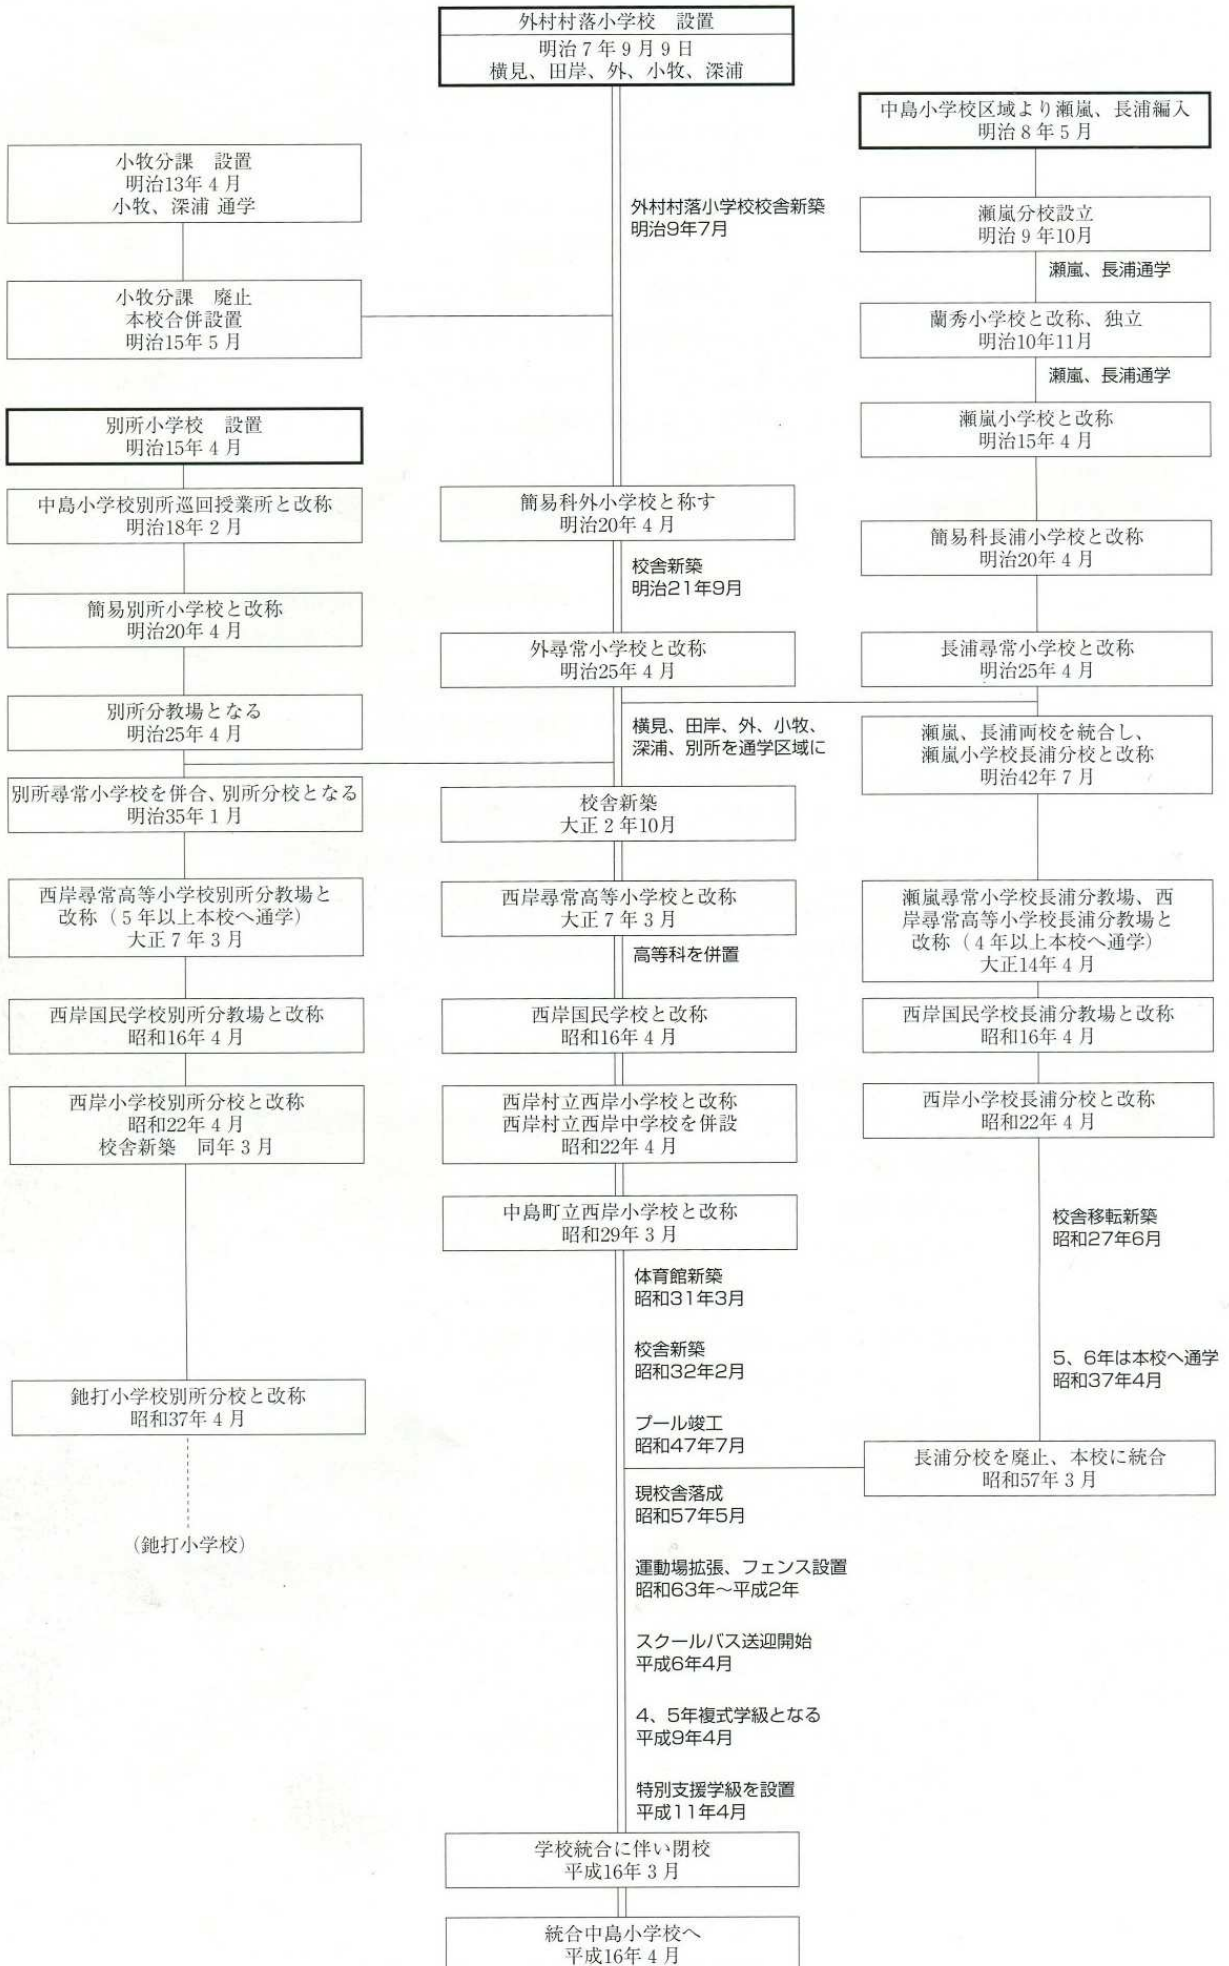 外村村落小学校　設置
明治７年９月９日
横見、田岸、外、小牧、深浦
中島小学校区域より瀬嵐、長浦編入
明治８年５月
小牧分課　設置
明治13年４月
小牧、深浦 通学
外村村落小学校校舎新築
明治9年7月
瀬嵐分校設立
明治９年10月
瀬嵐、長浦通学
小牧分課　廃止
本校合併設置
明治15年５月
蘭秀小学校と改称、独立
明治10年11月
瀬嵐、長浦通学
別所小学校　設置
明治15年４月
瀬嵐小学校と改称
明治15年４月
中島小学校別所巡回授業所と改称
明治18年２月
簡易科外小学校と称す
明治20年４月
簡易科長浦小学校と改称
明治20年４月
校舎新築
明治21年9月
簡易別所小学校と改称
明治20年４月
外尋常小学校と改称
明治25年４月
長浦尋常小学校と改称
明治25年４月
別所分教場となる
明治25年４月
横見、田岸、外、小牧、
深浦、別所を通学区域に
瀬嵐、長浦両校を統合し、
瀬嵐小学校長浦分校と改称
明治42年７月
別所尋常小学校を併合、別所分校となる
明治35年１月
校舎新築
大正２年10月
西岸尋常高等小学校別所分教場と
改称（５年以上本校へ通学）
大正７年３月
西岸尋常高等小学校と改称
大正７年３月
高等科を併置
瀬嵐尋常小学校長浦分教場、西
岸尋常高等小学校長浦分教場と
改称（４年以上本校へ通学）
大正14年４月
西岸国民学校別所分教場と改称
昭和16年４月
西岸国民学校と改称
昭和16年４月
西岸国民学校長浦分教場と改称
昭和16年４月
西岸小学校別所分校と改称
昭和22年４月
校舎新築　同年３月
西岸村立西岸小学校と改称
西岸村立西岸中学校を併設
昭和22年４月
西岸小学校長浦分校と改称
昭和22年４月
中島町立西岸小学校と改称
昭和29年３月
校舎移転新築
昭和27年6月
体育館新築
昭和31年3月
校舎新築
昭和32年2月
5、6年は本校へ通学
昭和37年4月
鉇打小学校別所分校と改称
昭和37年４月
プール竣工
昭和47年7月
長浦分校を廃止、本校に統合
昭和57年３月
現校舎落成
昭和57年5月
（鉇打小学校）
運動場拡張、フェンス設置
昭和63年～平成2年
スクールバス送迎開始
平成6年4月
4、5年複式学級となる
平成9年4月
特別支援学級を設置
平成11年4月
学校統合に伴い閉校
平成16年３月
統合中島小学校へ
平成16年４月